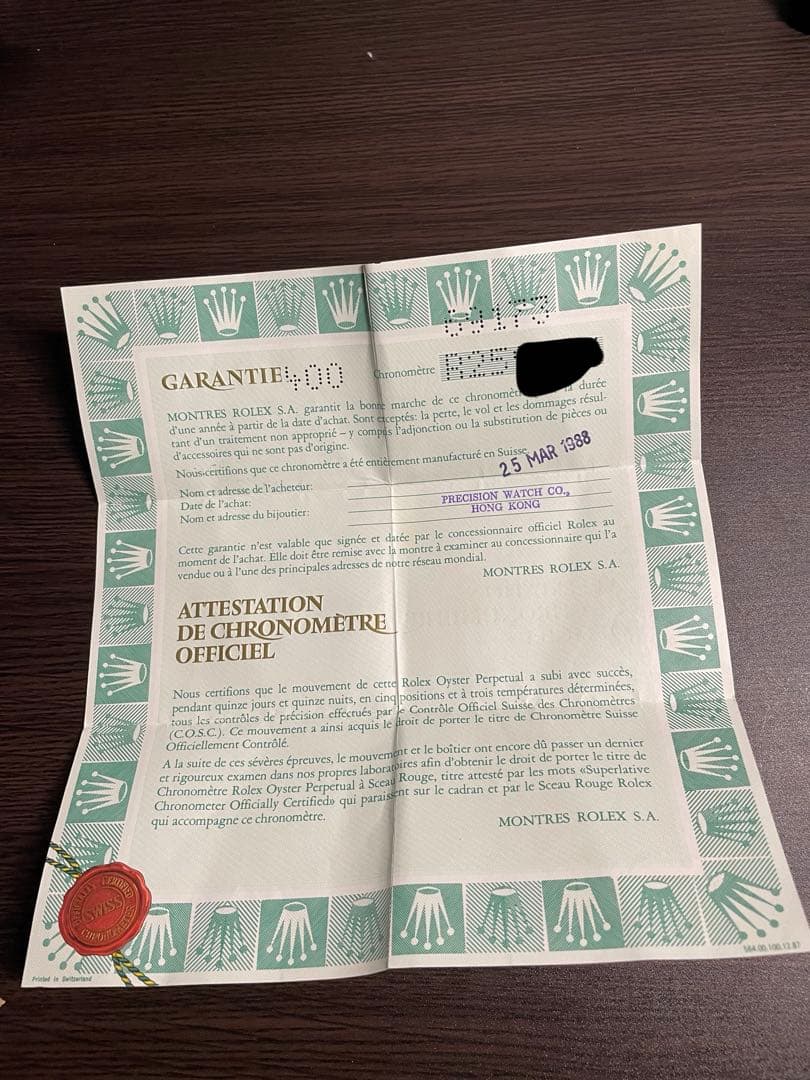 69173
GARANTIE 400 Chronomètre R25
MONTRES ROLEX S.A. garantit la bonne marche de ce chronomètre durée
d'une année à partir de la date d'achat. Sont exceptés: la perte, le vol et les dommages résul-
tant d'un traitement non approprié – y compris l'adjonction ou la substitution de pièces ou
d'accessoires qui ne sont pas d'origine.
Nous certifions que ce chronomètre a été entièrement manufacturé en Suisse.
25 MAR 1988
Nom et adresse de l'acheteur:
Date de l'achat: PRECISION WATCH CO.,
Nom et adresse du bijoutier: HONG KONG
Cette garantie n'est valable que signée et datée par le concessionnaire officiel Rolex au
moment de l'achat. Elle doit être remise avec la montre à examiner au concessionnaire qui l'a
vendue ou à l'une des principales adresses de notre réseau mondial.
MONTRES ROLEX S.A.
ATTESTATION
DE CHRONOMÈTRE
OFFICIEL
Nous certifions que le mouvement de cette Rolex Oyster Perpetual a subi avec succès,
pendant quinze jours et quinze nuits, en cinq positions et à trois températures déterminées,
tous les contrôles de précision effectués par le Contrôle Officiel Suisse des Chronomètres
(C.O.S.C.). Ce mouvement a ainsi acquis le droit de porter le titre de Chronomètre Suisse
Officiellement Contrôlé.
A la suite de ces sévères épreuves, le mouvement et le boîtier ont encore dû passer un dernier
et rigoureux examen dans nos propres laboratoires afin d'obtenir le droit de porter le titre de
Chronomètre Rolex Oyster Perpetual à Sceau Rouge, titre attesté par les mots «Superlative
Chronometer Officially Certified» qui paraissent sur le cadran et par le Sceau Rouge Rolex
qui accompagne ce chronomètre.
MONTRES ROLEX S.A.
OFFICIALLY CERTIFIED
SWISS
CHRONOMETER
564.00.100.12.87
Printed in Switzerland